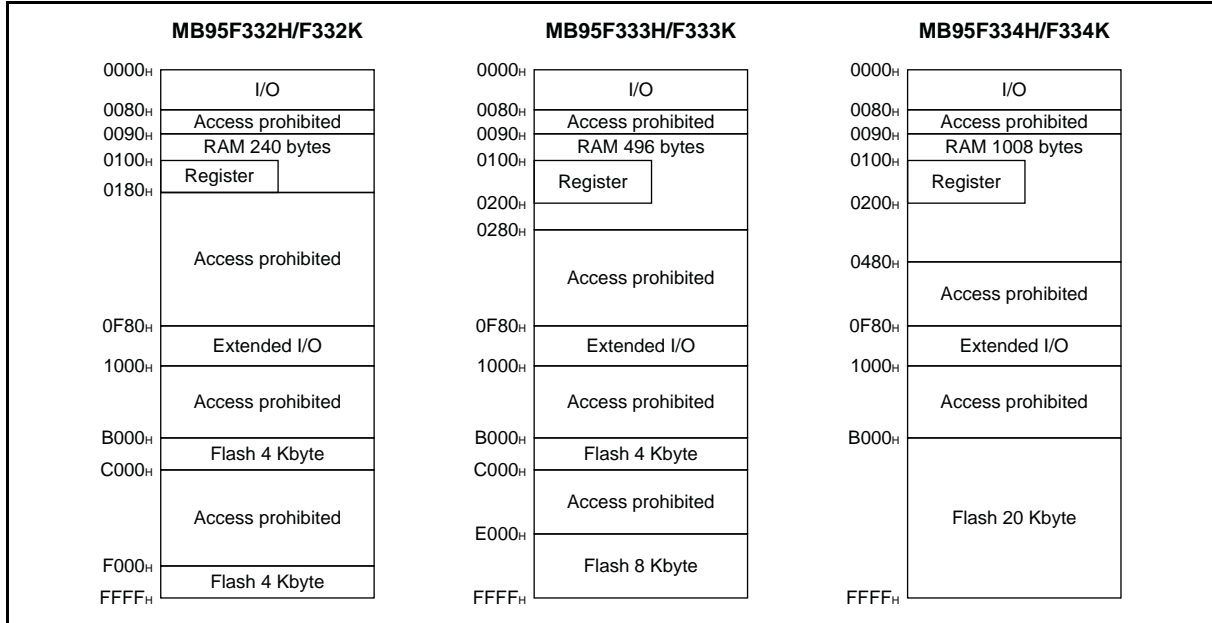 MB95F332H/F332K
0000H
I/O
0080H
Access prohibited
0090H
RAM 240 bytes
0100H
Register
0180H
Access prohibited
0F80H
Extended I/O
1000H
Access prohibited
B000H
Flash 4 Kbyte
C000H
Access prohibited
F000H
Flash 4 Kbyte
FFFFH
MB95F333H/F333K
0000H
I/O
0080H
Access prohibited
0090H
RAM 496 bytes
0100H
Register
0200H
0280H
Access prohibited
0F80H
Extended I/O
1000H
Access prohibited
B000H
Flash 4 Kbyte
C000H
Access prohibited
E000H
Flash 8 Kbyte
FFFFH
MB95F334H/F334K
0000H
I/O
0080H
Access prohibited
0090H
RAM 1008 bytes
0100H
Register
0200H
0480H
Access prohibited
0F80H
Extended I/O
1000H
Access prohibited
B000H
Flash 20 Kbyte
FFFFH